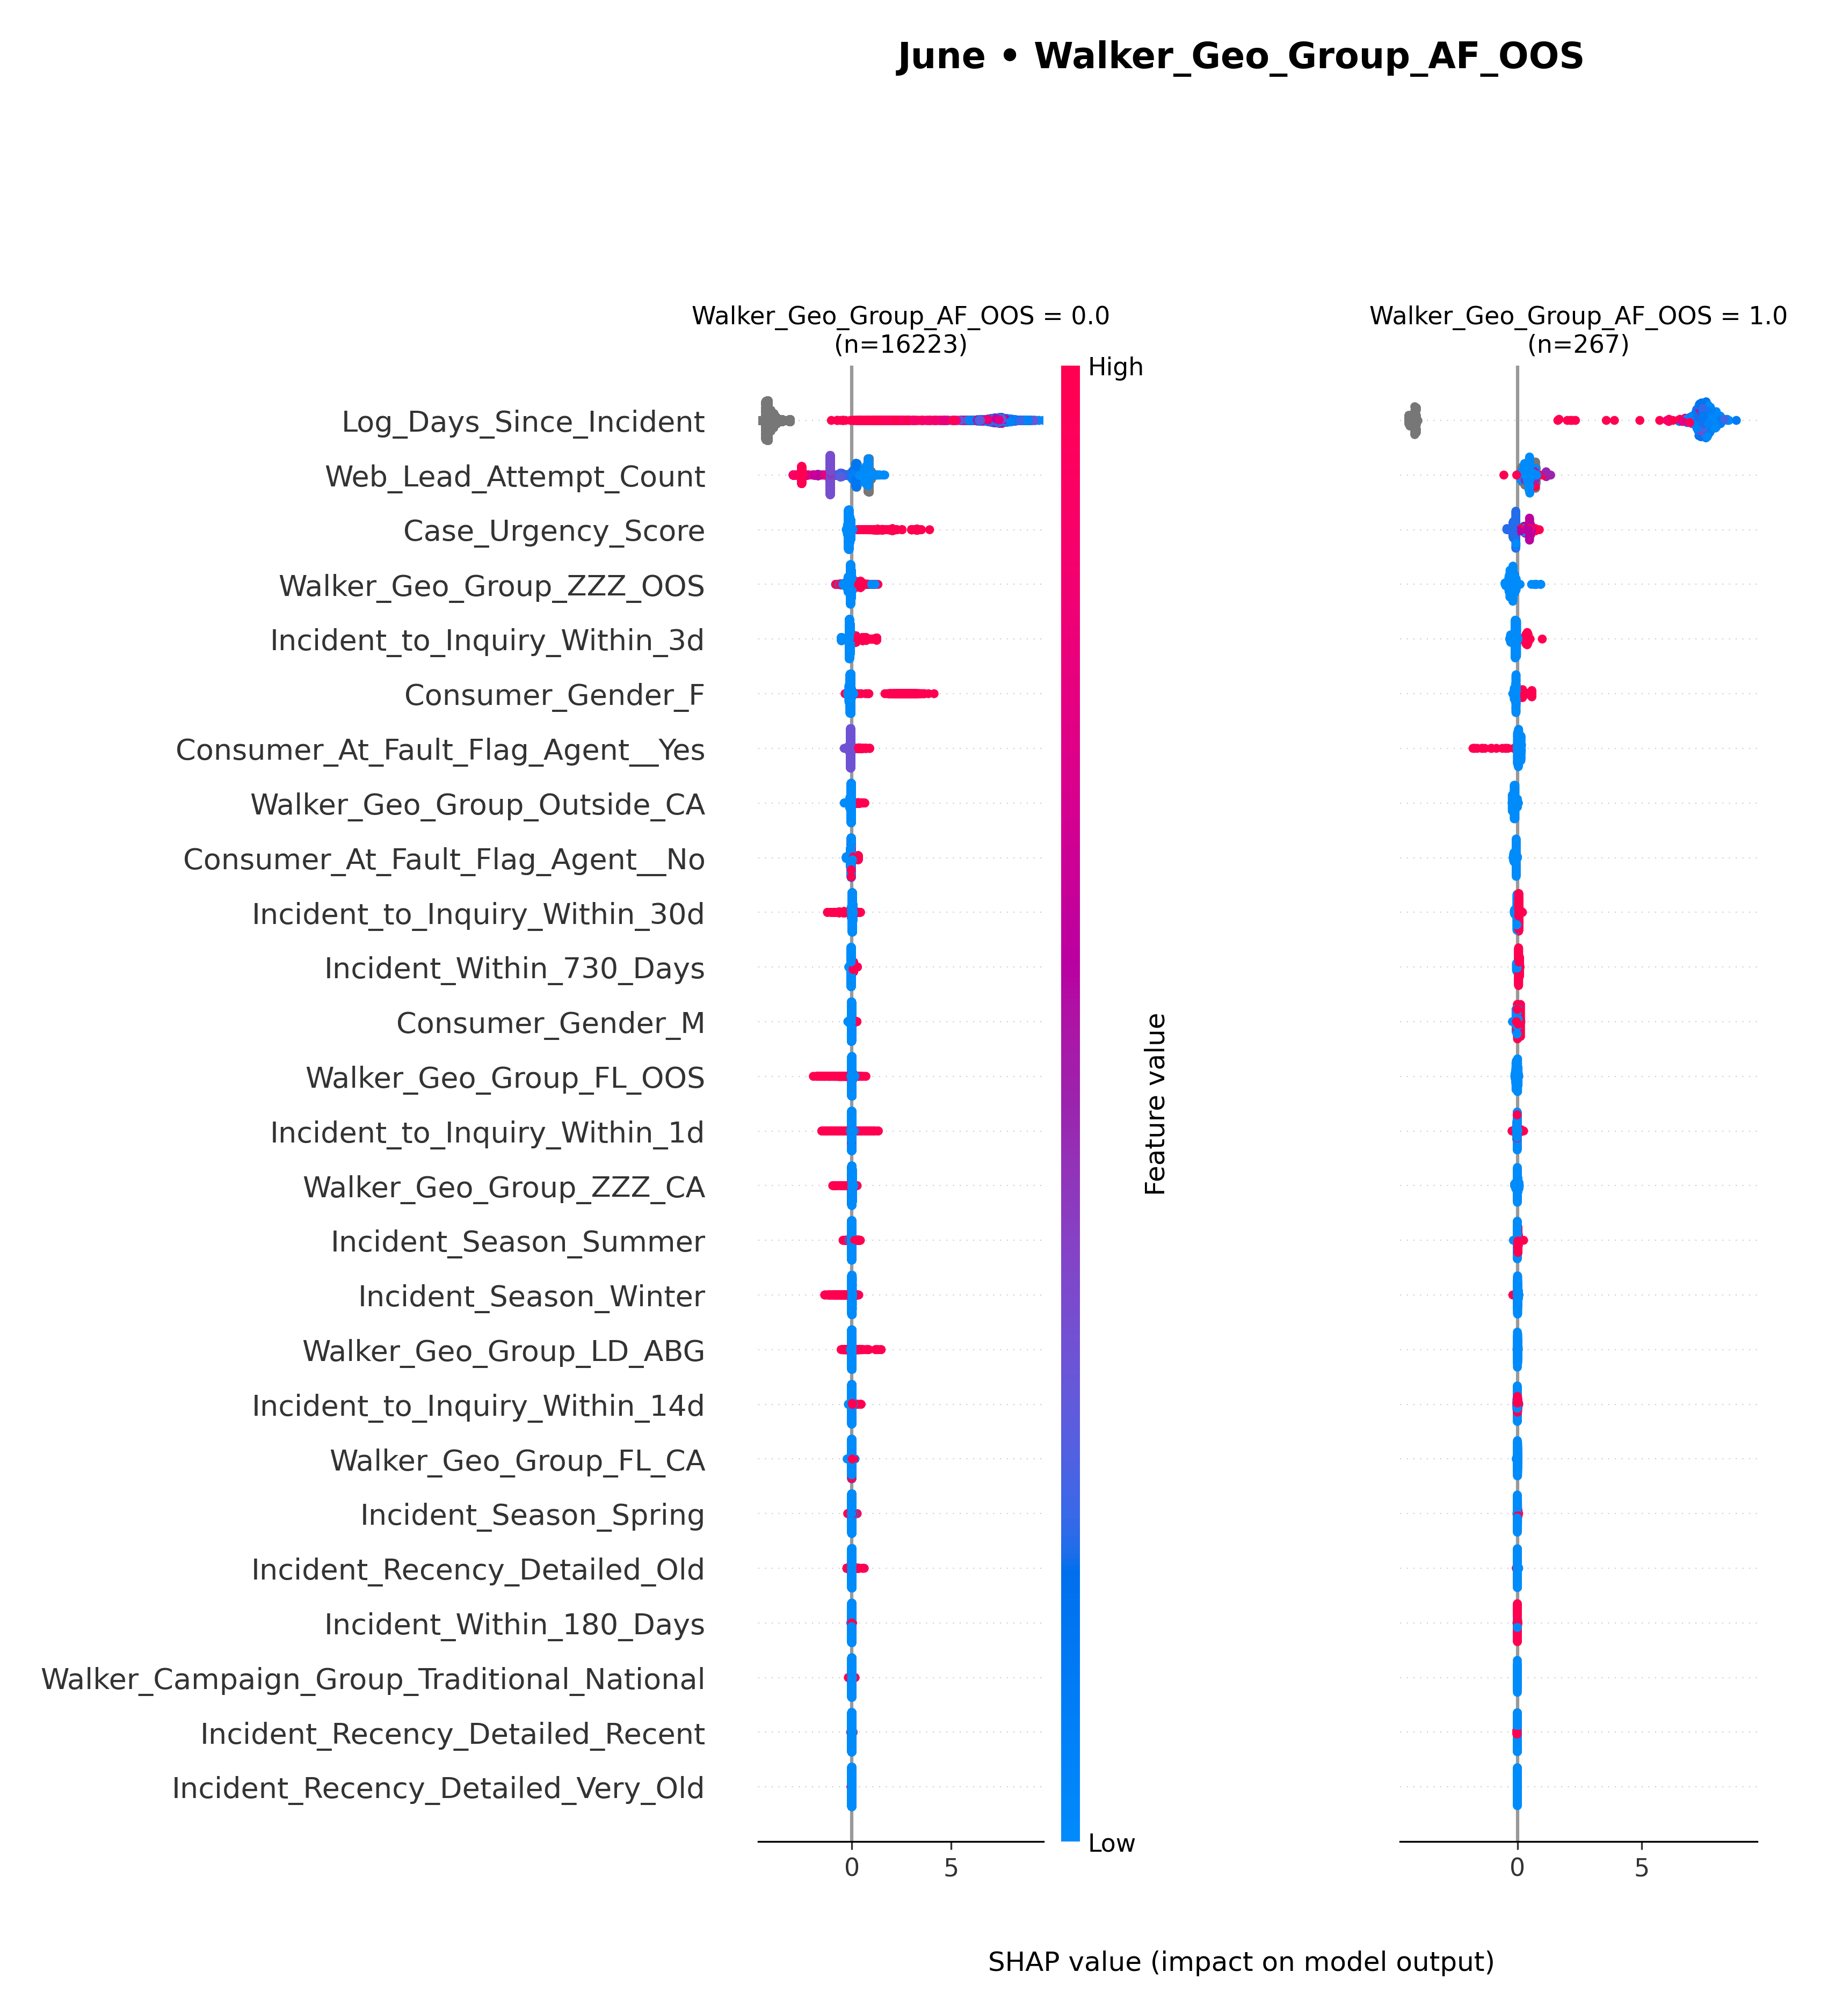 June • Walker_Geo_Group_AF_OOS
Walker_Geo_Group_AF_OOS = 0.0
(n=16223)
Walker_Geo_Group_AF_OOS = 1.0
(n=267)
High
Log_Days_Since_Incident
Web_Lead_Attempt_Count
Case_Urgency_Score
Walker_Geo_Group_ZZZ_OOS
Incident_to_Inquiry_Within_3d
Consumer_Gender_F
Consumer_At_Fault_Flag_Agent__Yes
Walker_Geo_Group_Outside_CA
Consumer_At_Fault_Flag_Agent__No
Incident_to_Inquiry_Within_30d
Incident_Within_730_Days
Consumer_Gender_M
Walker_Geo_Group_FL_OOS
Incident_to_Inquiry_Within_1d
Walker_Geo_Group_ZZZ_CA
Incident_Season_Summer
Incident_Season_Winter
Walker_Geo_Group_LD_ABG
Incident_to_Inquiry_Within_14d
Walker_Geo_Group_FL_CA
Incident_Season_Spring
Incident_Recency_Detailed_Old
Incident_Within_180_Days
Walker_Campaign_Group_Traditional_National
Incident_Recency_Detailed_Recent
Incident_Recency_Detailed_Very_Old
Feature value
Low
0 5
0 5
SHAP value (impact on model output)